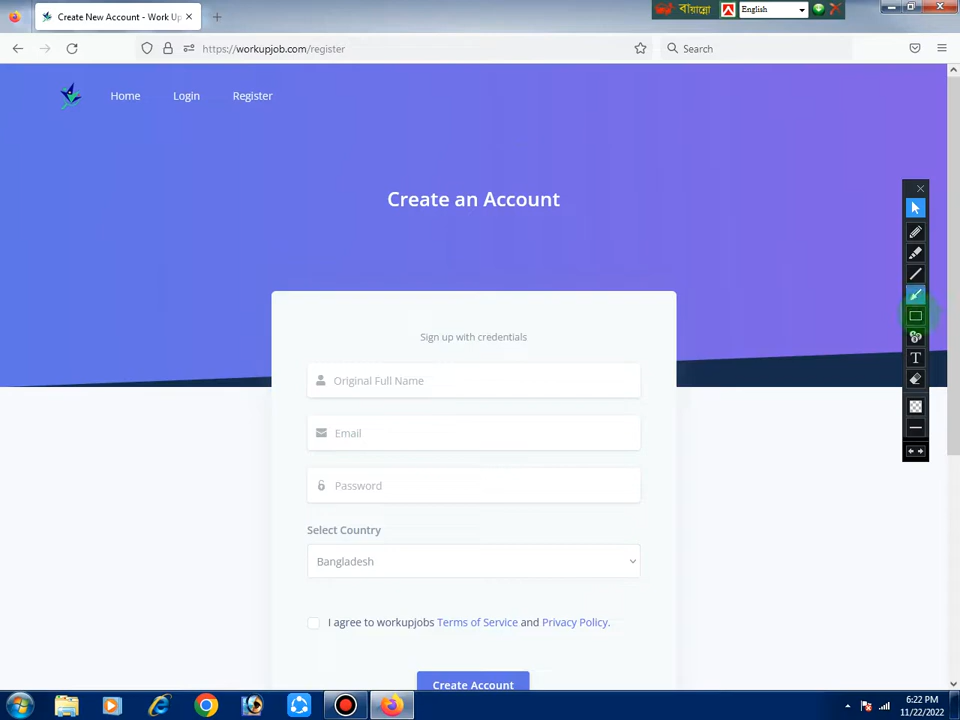 Create New Account - Work Up
বাঁয়ান্নো
English
https://workupjob.com/register
Search
Home
Login
Register
Create an Account
Sign up with credentials
Original Full Name
Email
Password
Select Country
Bangladesh
I agree to workupjobs Terms of Service and Privacy Policy.
Create Account
T
6:22 PM
11/22/2022